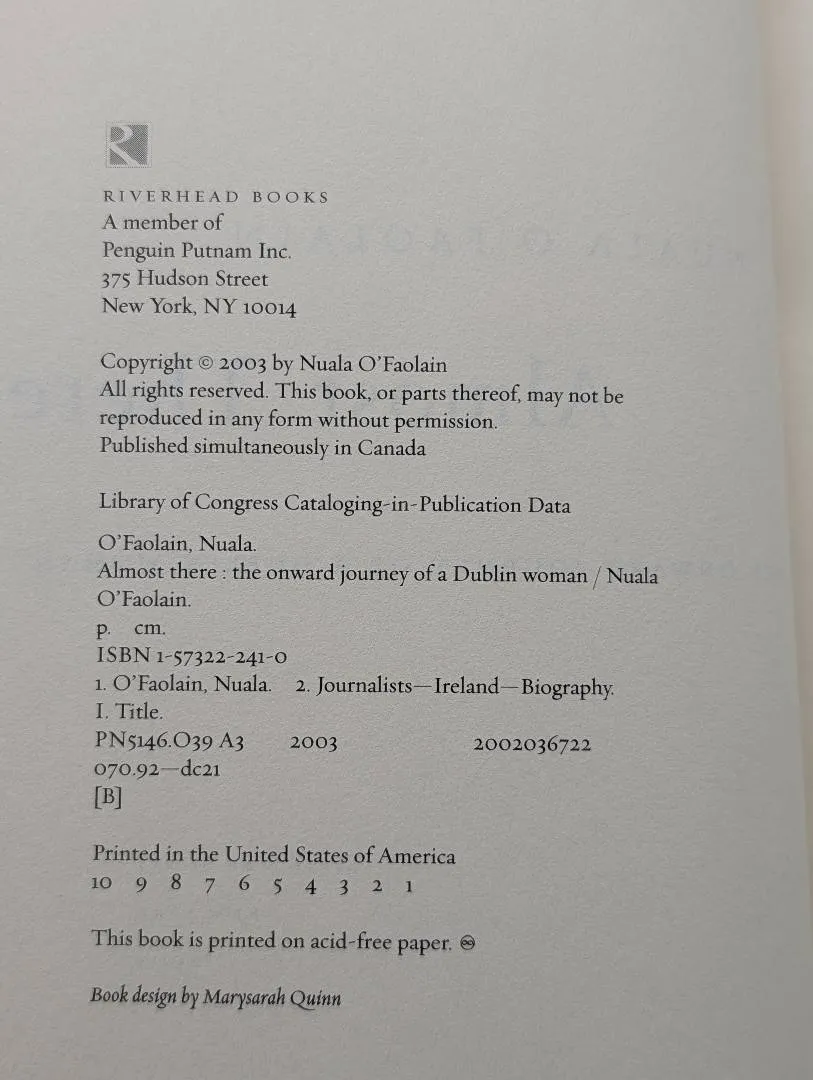 R
RIVERHEAD BOOKS
A member of
Penguin Putnam Inc.
375 Hudson Street
New York, NY 10014
Copyright © 2003 by Nuala O'Faolain
All rights reserved. This book, or parts thereof, may not be
reproduced in any form without permission.
Published simultaneously in Canada
Library of Congress Cataloging-in-Publication Data
O'Faolain, Nuala.
Almost there : the onward journey of a Dublin woman / Nuala
O'Faolain.
p. cm.
ISBN 1-57322-241-0
1. O'Faolain, Nuala. 2. Journalists—Ireland—Biography.
I. Title.
PN5146.O39 A3 2003 2002036722
070.92—dc21
[B]
Printed in the United States of America
10 9 8 7 6 5 4 3 2 1
This book is printed on acid-free paper. ♾
Book design by Marysarah Quinn